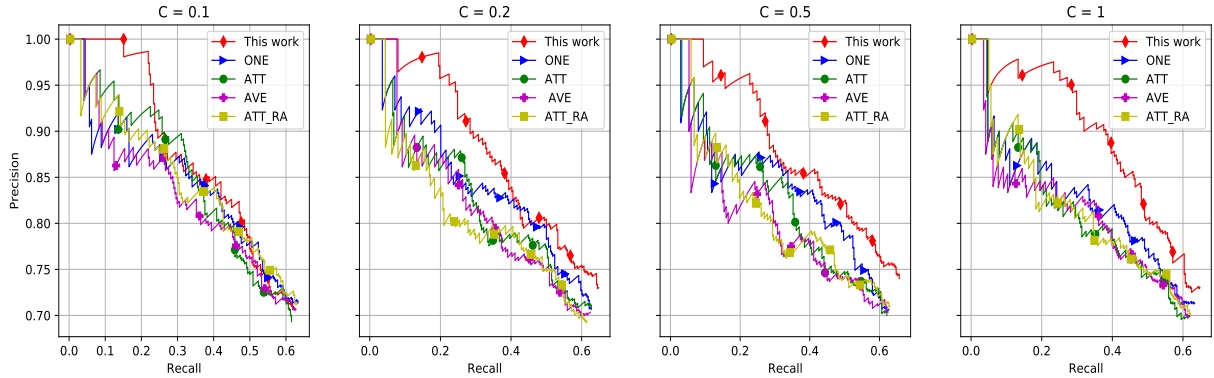 C = 0.1
Precision
1.00
0.95
0.90
0.85
0.80
0.75
0.70
0.0 0.1 0.2 0.3 0.4 0.5 0.6
Recall
This work
ONE
ATT
AVE
ATT_RA
C = 0.2
0.0 0.2 0.4 0.6
Recall
This work
ONE
ATT
AVE
ATT_RA
C = 0.5
0.0 0.2 0.4 0.6
Recall
This work
ONE
ATT
AVE
ATT_RA
C = 1
0.0 0.2 0.4 0.6
Recall
This work
ONE
ATT
AVE
ATT_RA